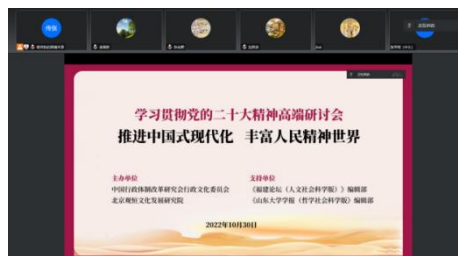 学习贯彻党的二十大精神高端研讨会
推进中国式现代化 丰富人民精神世界
主办单位
中国行政体制改革研究会行政文化委员会
北京观恒文化发展研究院
支持单位
《福建论坛（人文社会科学版）》编辑部
《山东大学学报（哲学社会科学版）》编辑部
2022年10月30日